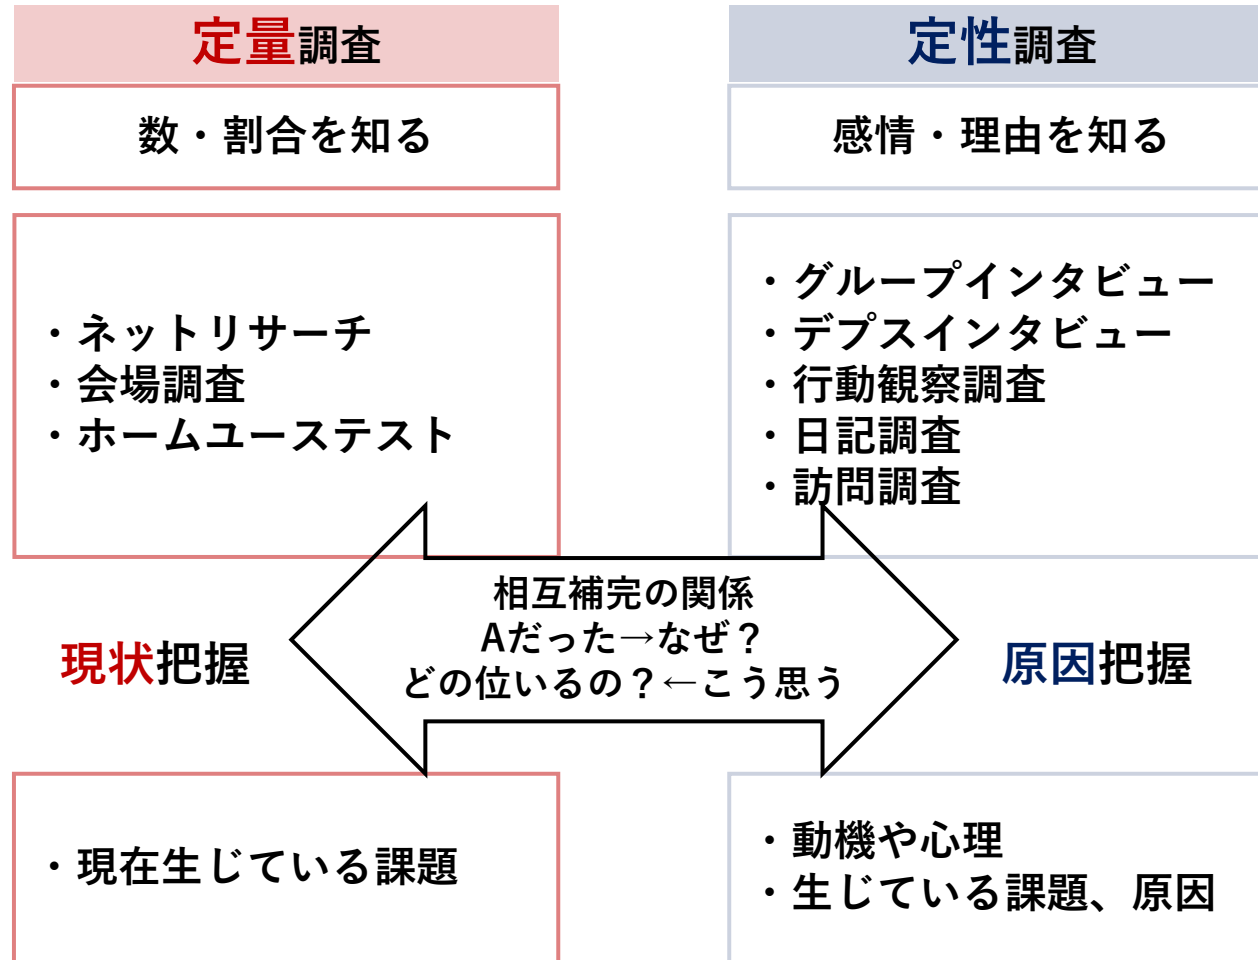 定量調査
数・割合を知る
・ネットリサーチ
・会場調査
・ホームユーステスト
定性調査
感情・理由を知る
・グループインタビュー
・デプスインタビュー
・行動観察調査
・日記調査
・訪問調査
現状把握
相互補完の関係
Aだった→なぜ？
どの位いるの？←こう思う
原因把握
・現在生じている課題
・動機や心理
・生じている課題、原因